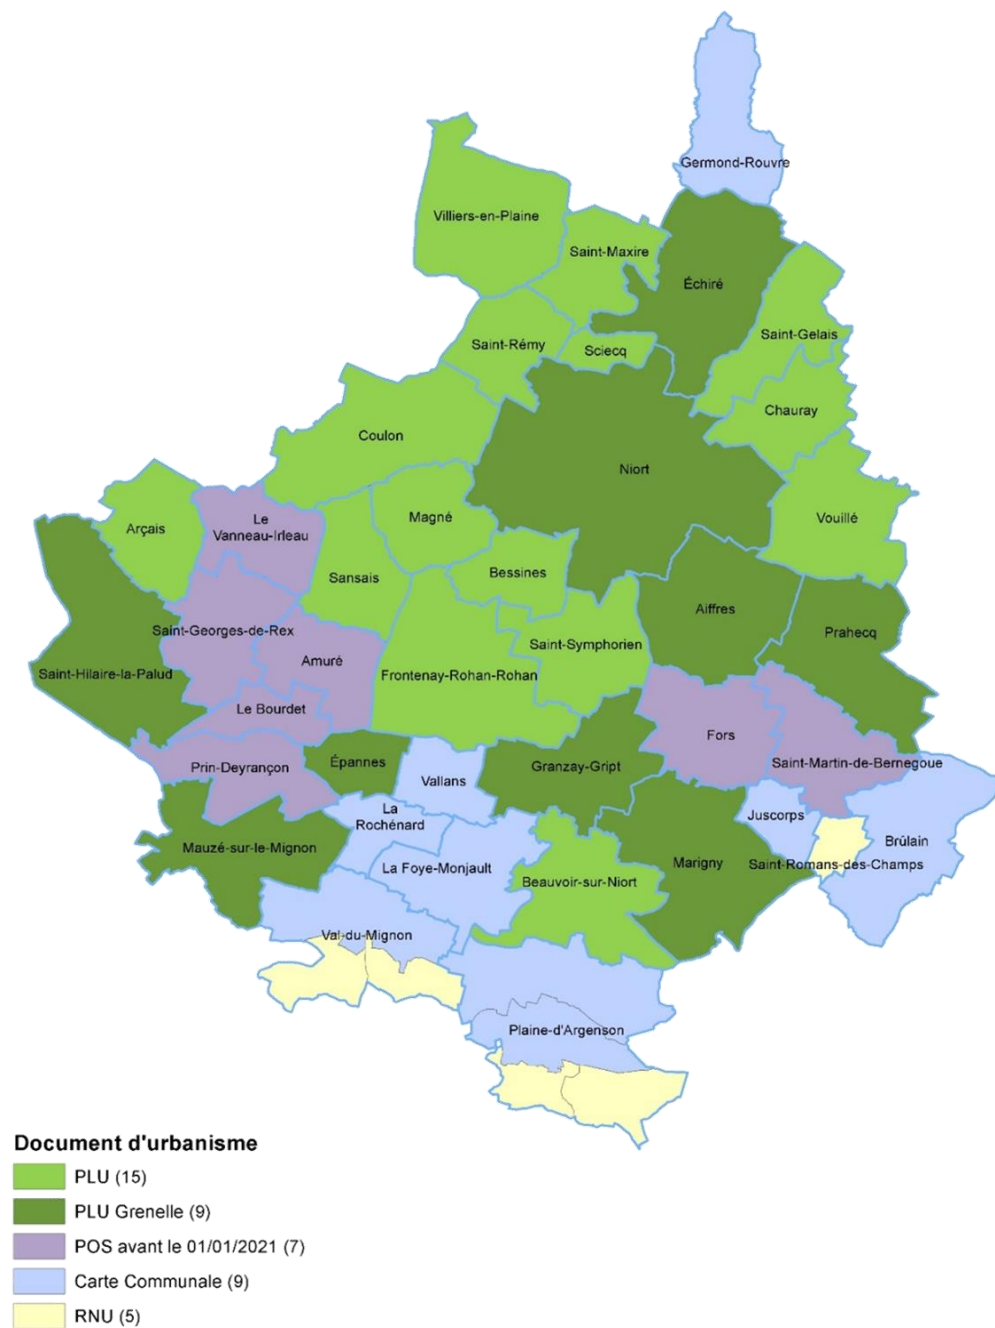 Germond-Rouvre
Villiers-en-Plaine
Saint-Maxire
Échiré
Saint-Gelais
Saint-Rémy
Sciecq
Chauray
Coulon
Niort
Magné
Vouillé
Le
Vanneau-Irleau
Arçais
Bessines
Sansais
Aiffres
Saint-Georges-de-Rex
Prahecq
Saint-Symphorien
Amuré
Saint-Hilaire-la-Palud
Frontenay-Rohan-Rohan
Le Bourdet
Fors
Épannes
Saint-Martin-de-Bernegoue
Prin-Deyrançon
Granzay-Gript
Vallans
La
Rochénard
Juscorps
Brûlain
Mauzé-sur-le-Mignon
Marigny
Saint-Romans-des-Champs
La Foye-Monjault
Beauvoir-sur-Niort
Val-du-Mignon
Plaine-d'Argenson
Document d'urbanisme
PLU (15)
PLU Grenelle (9)
POS avant le 01/01/2021 (7)
Carte Communale (9)
RNU (5)